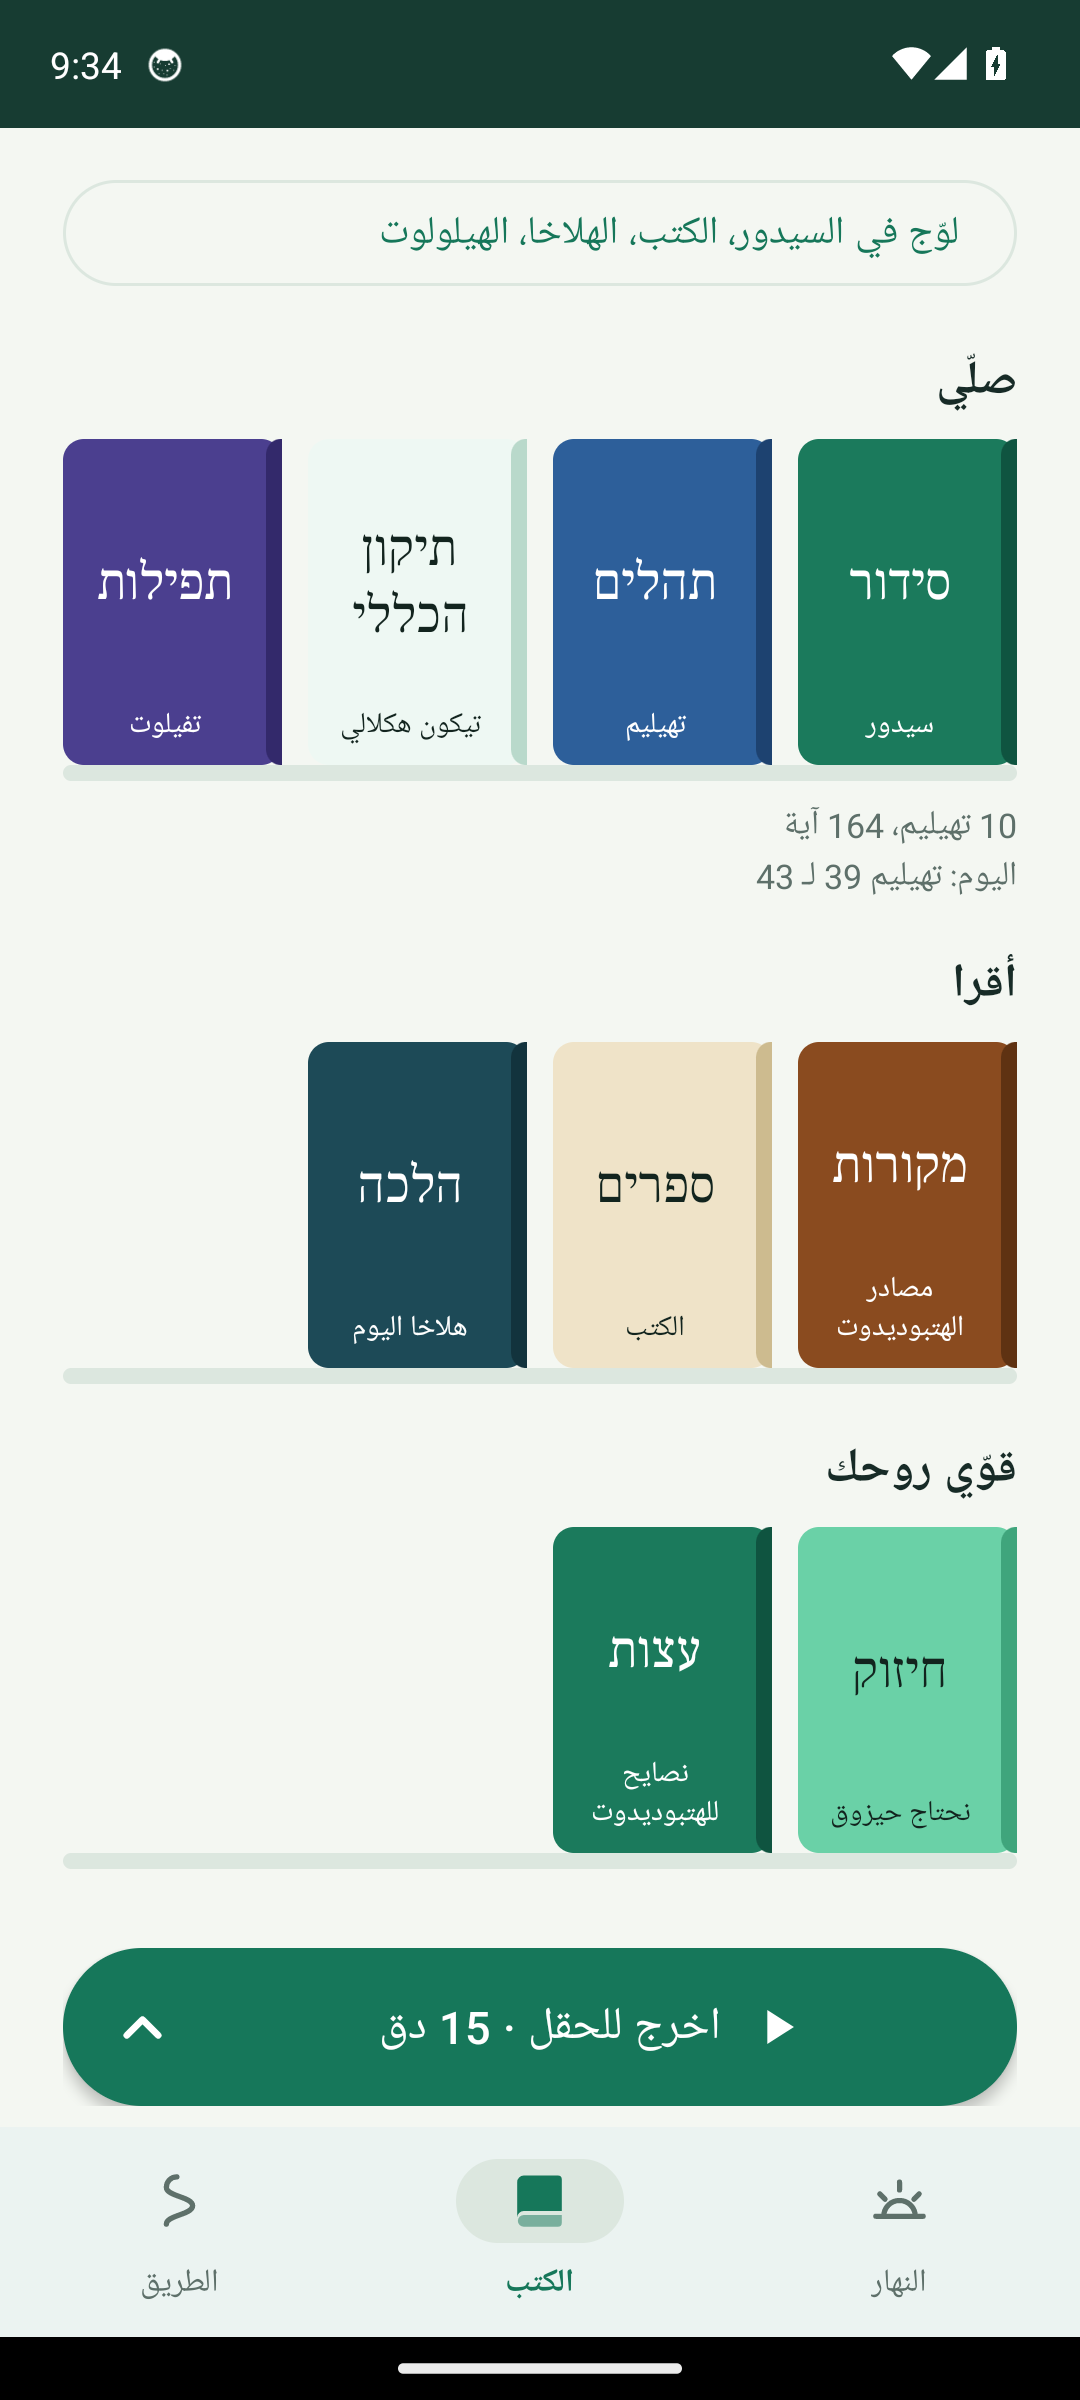 9:34
لوّج في السيدور، الكتب، الهلاخا، الهيلولوت
صلّي
סידור
سيدور
תהלים
تهيليم
תיקון
הכללי
تيكون هكلالي
תפילות
تفيلوت
10 تهيليم، 164 آية
اليوم: تهيليم 39 لـ 43
أقرا
מקורות
مصادر
الهتبوديدوت
ספרים
الكتب
הלכה
هلاخا اليوم
قوّي روحك
חיזוק
نحتاج حيزوق
עצות
نصايح
للهتبوديدوت
اخرج للحقل · 15 دق
النهار
الكتب
الطريق